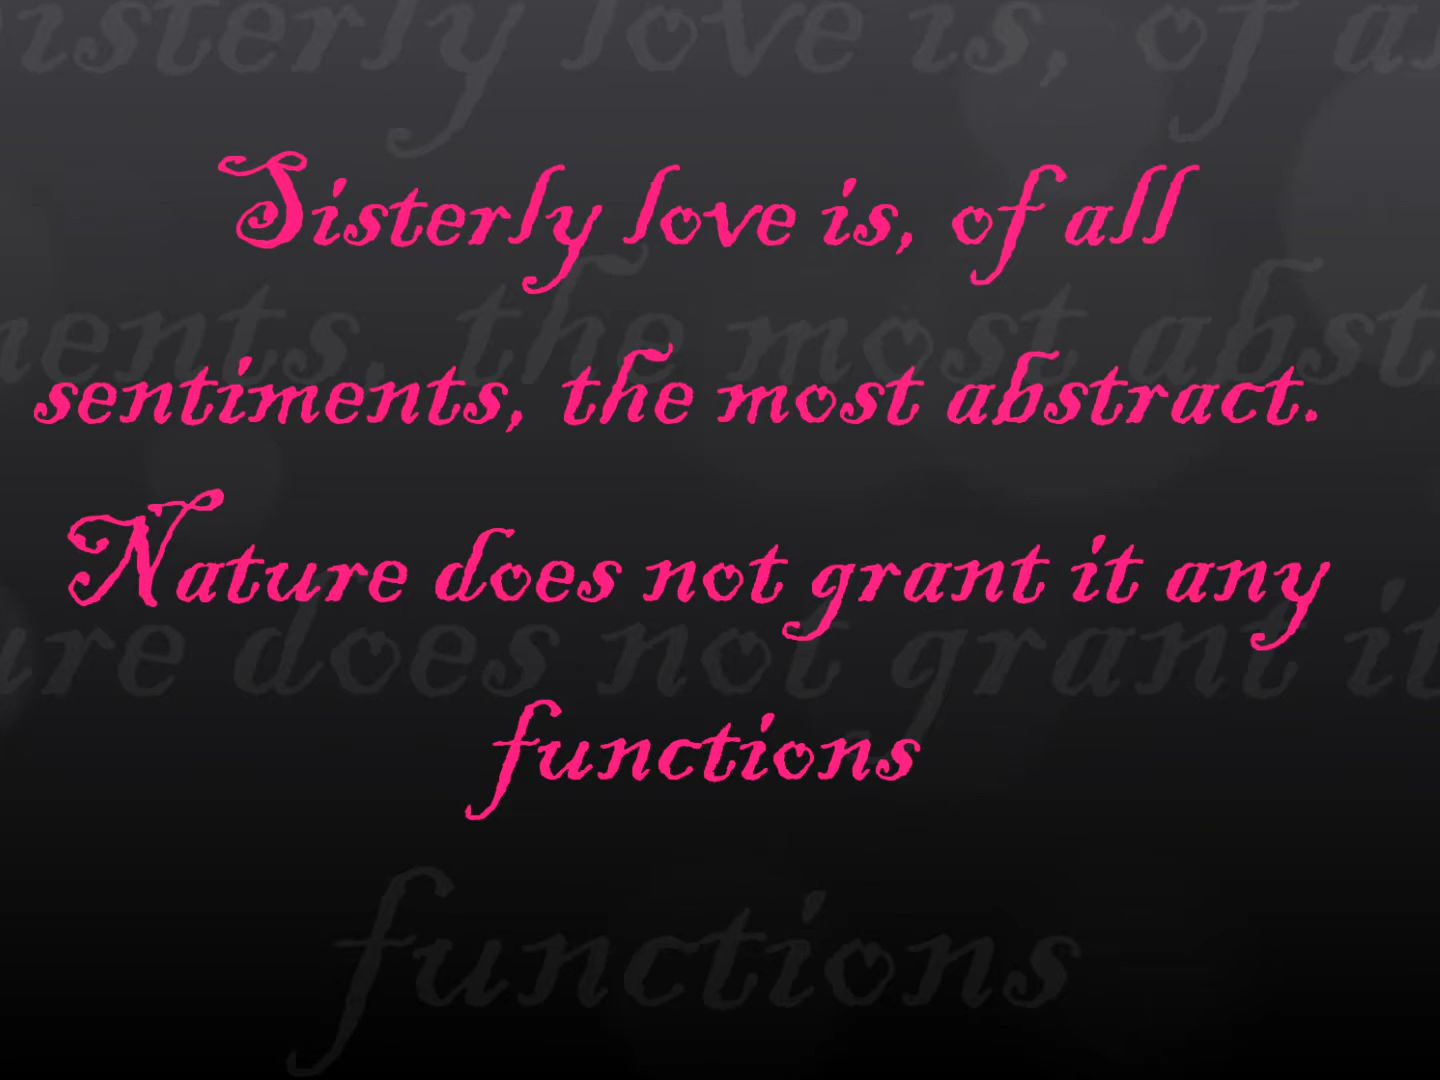 Sisterly love is, of all
sentiments, the most abstract.
Nature does not grant it any
functions